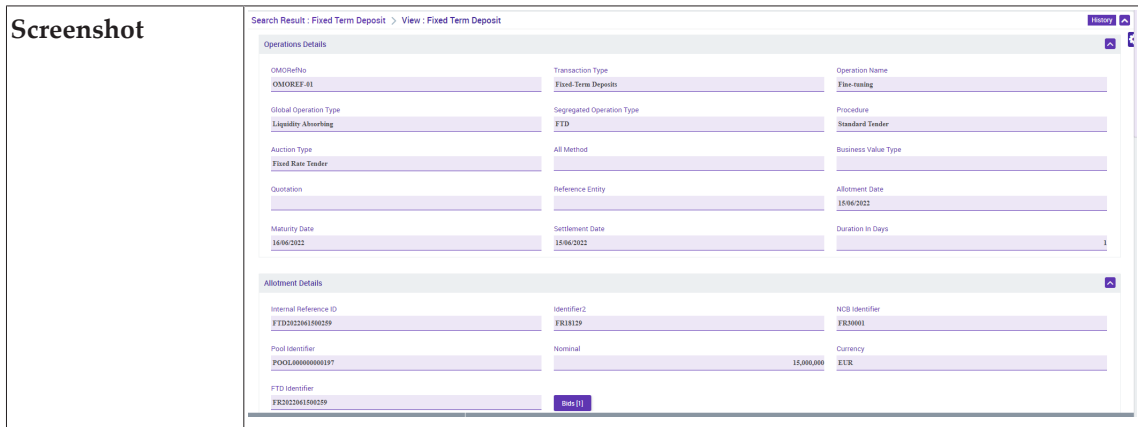 Screenshot
Search Result : Fixed Term Deposit > View : Fixed Term Deposit
History
Operations Details
OMORefNo
Transaction Type
Operation Name
OMOREF-01
Fixed-Term Deposits
Fine-tuning
Global Operation Type
Segregated Operation Type
Procedure
Liquidity Absorbing
FTD
Standard Tender
Auction Type
All Method
Business Value Type
Fixed Rate Tender
Quotation
Reference Entity
Allotment Date
15/06/2022
Maturity Date
Settlement Date
Duration In Days
16/06/2022
15/06/2022
1
Allotment Details
Internal Reference ID
Identifier2
NCB Identifier
FTD2022061500259
FR18129
FR30001
Pool Identifier
Nominal
Currency
POOL000000000197
15,000,000
EUR
FTD Identifier
FR2022061500259
Bids [1]